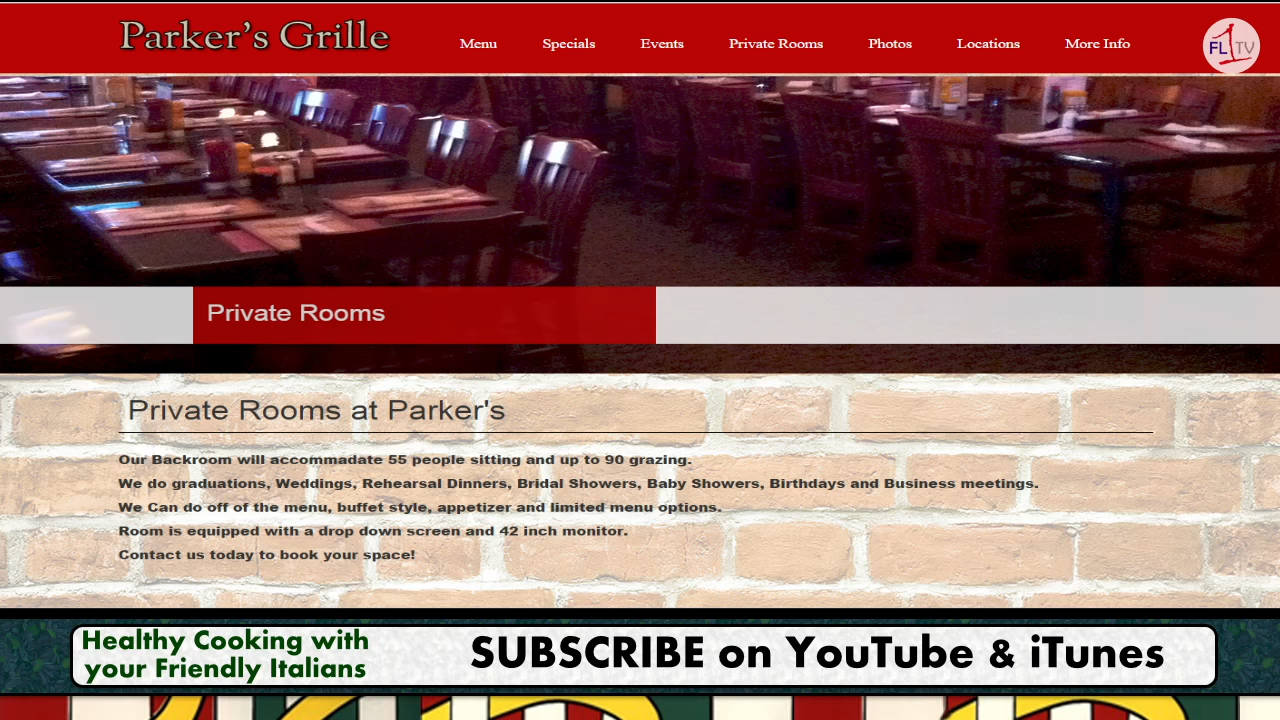 Parker's Grille
Menu Specials Events Private Rooms Photos Locations More Info
FL1TV
Private Rooms
Private Rooms at Parker's
Our Backroom will accommadate 55 people sitting and up to 90 grazing.
We do graduations, Weddings, Rehearsal Dinners, Bridal Showers, Baby Showers, Birthdays and Business meetings.
We Can do off of the menu, buffet style, appetizer and limited menu options.
Room is equipped with a drop down screen and 42 inch monitor.
Contact us today to book your space!
Healthy Cooking with
your Friendly Italians
SUBSCRIBE on YouTube & iTunes